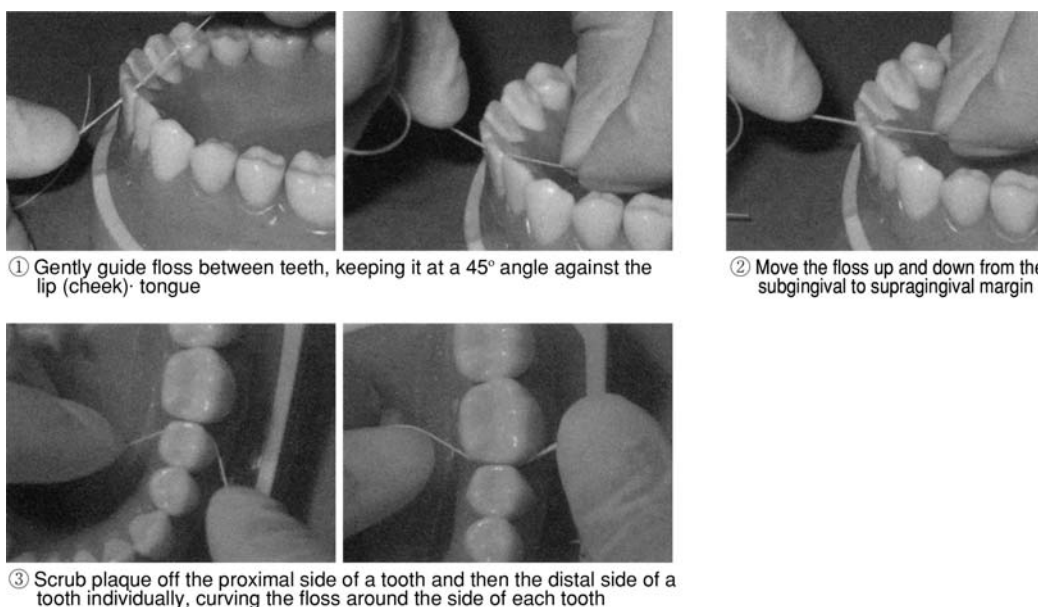 ① Gently guide floss between teeth, keeping it at a 45° angle against the
lip (cheek)· tongue
② Move the floss up and down from the
subgingival to supragingival margin
③ Scrub plaque off the proximal side of a tooth and then the distal side of a
tooth individually, curving the floss around the side of each tooth